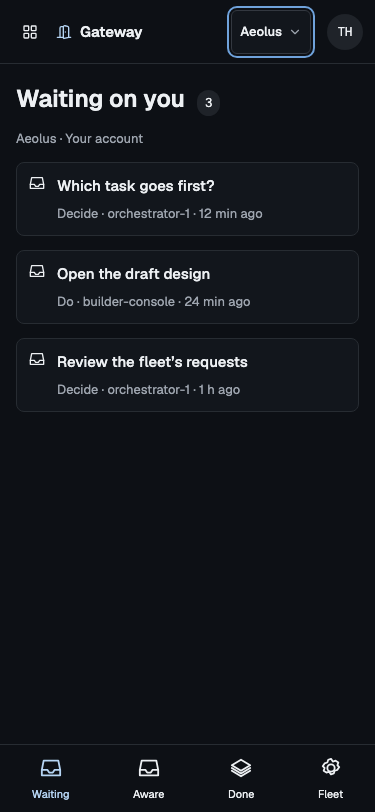 Gateway
Aeolus
TH
Waiting on you 3
Aeolus · Your account
Which task goes first?
Decide · orchestrator-1 · 12 min ago
Open the draft design
Do · builder-console · 24 min ago
Review the fleet's requests
Decide · orchestrator-1 · 1 h ago
Waiting Aware Done Fleet